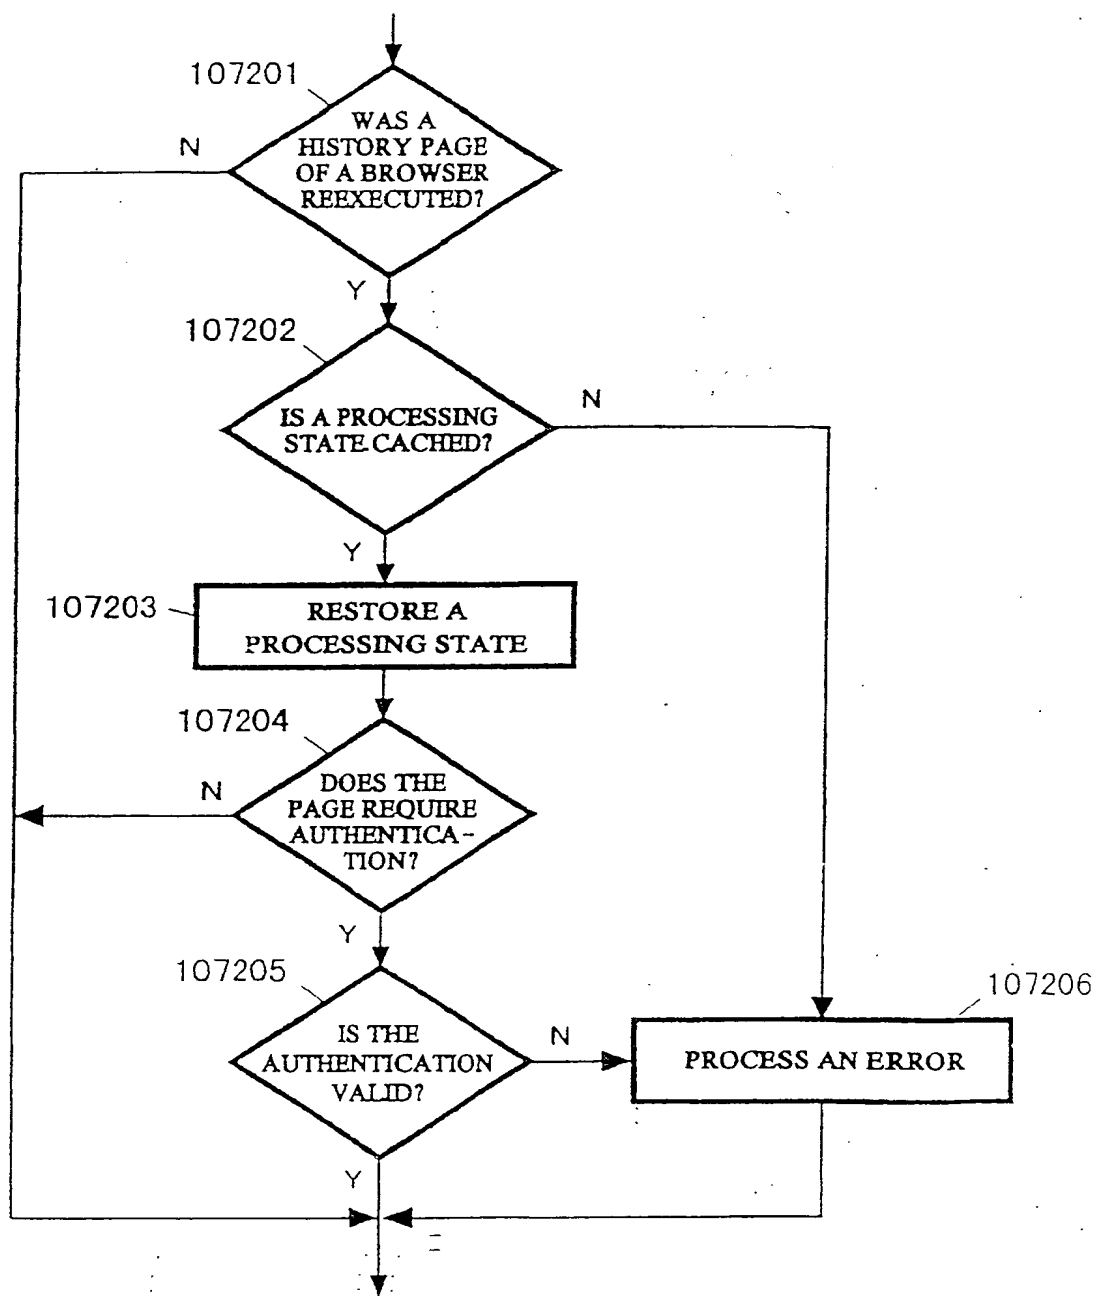 107201
WAS A
HISTORY PAGE
OF A BROWSER
REEXECUTED?
N
Y
107202
IS A PROCESSING
STATE CACHED?
N
Y
107203
RESTORE A
PROCESSING STATE
107204
DOES THE
PAGE REQUIRE
AUTHENTICA-
TION?
N
Y
107205
IS THE
AUTHENTICATION
VALID?
N
107206
PROCESS AN ERROR
Y